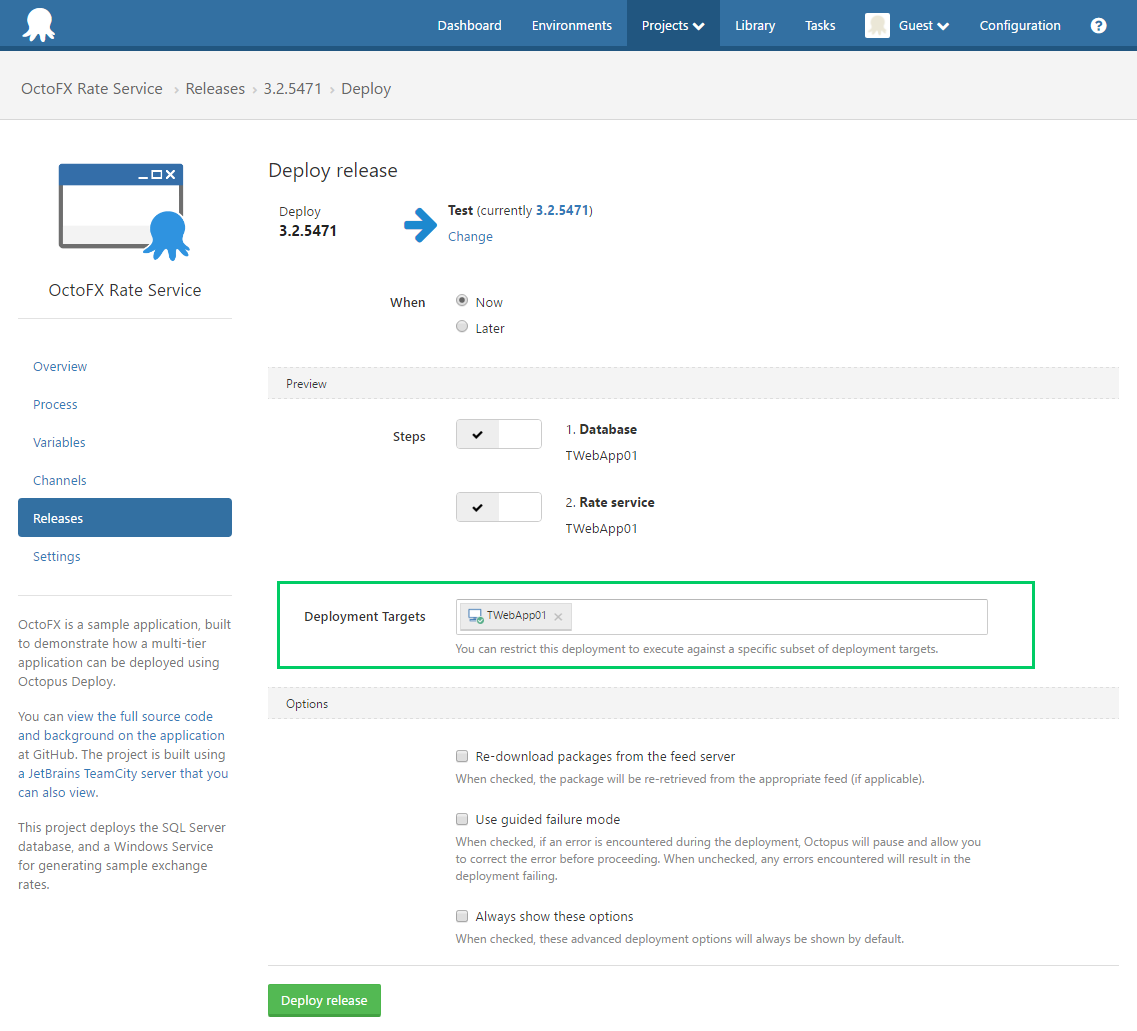 Dashboard Environments Projects Library Tasks Guest Configuration ?
OctoFX Rate Service › Releases › 3.2.5471 › Deploy
OctoFX Rate Service
Overview
Process
Variables
Channels
Releases
Settings
OctoFX is a sample application, built
to demonstrate how a multi-tier
application can be deployed using
Octopus Deploy.
You can view the full source code
and background on the application
at GitHub. The project is built using
a JetBrains TeamCity server that you
can also view.
This project deploys the SQL Server
database, and a Windows Service
for generating sample exchange
rates.
Deploy release
Deploy
3.2.5471
Test (currently 3.2.5471)
Change
When
Now
Later
Preview
Steps
1. Database
TWebApp01
2. Rate service
TWebApp01
Deployment Targets
TWebApp01
You can restrict this deployment to execute against a specific subset of deployment targets.
Options
Re-download packages from the feed server
When checked, the package will be re-retrieved from the appropriate feed (if applicable).
Use guided failure mode
When checked, if an error is encountered during the deployment, Octopus will pause and allow you
to correct the error before proceeding. When unchecked, any errors encountered will result in the
deployment failing.
Always show these options
When checked, these advanced deployment options will always be shown by default.
Deploy release